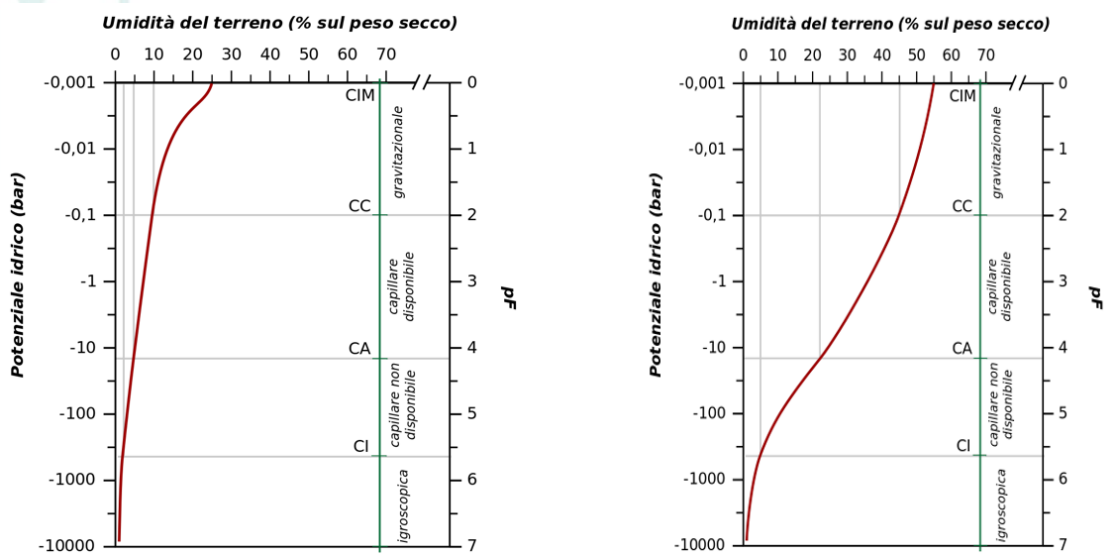 Umidità del terreno (% sul peso secco)
0 10 20 30 40 50 60 70
-0,001
-0,01
-0,1
-1
-10
-100
-1000
-10000
Potenziale idrico (bar)
CIM
CC
CA
CI
gravitazionale
capillare
disponibile
capillare non
disponibile
igroscopica
0
1
2
3
4
5
6
7
pF
Umidità del terreno (% sul peso secco)
0 10 20 30 40 50 60 70
-0,001
-0,01
-0,1
-1
-10
-100
-1000
-10000
Potenziale idrico (bar)
CIM
CC
CA
CI
gravitazionale
capillare
disponibile
capillare non
disponibile
igroscopica
0
1
2
3
4
5
6
7
pF